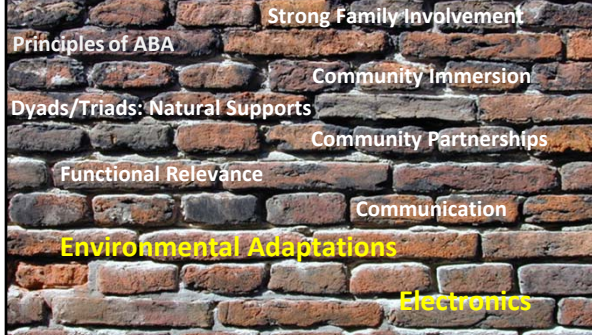 Strong Family Involvement
Principles of ABA
Community Immersion
Dyads/Triads: Natural Supports
Community Partnerships
Functional Relevance
Communication
Environmental Adaptations
Electronics